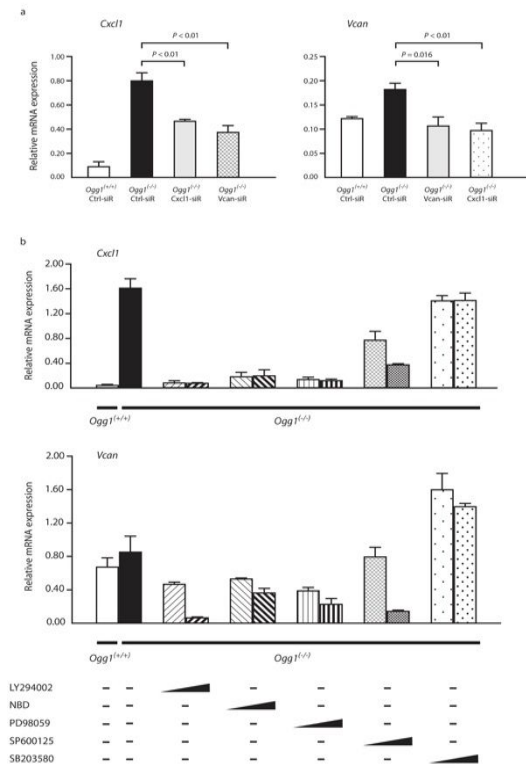 a
Cxcl1
Vcan
P < 0.01
P < 0.01
P < 0.01
P = 0.016
Relative mRNA expression
1.00
0.80
0.60
0.40
0.20
0.00
0.25
0.20
0.15
0.10
0.05
0.00
Ogg1(+/+) Ogg1(-/-) Ogg1(-/-) Ogg1(-/-)
Ctrl-siR Ctrl-siR Cxcl1-siR Vcan-siR
Ogg1(+/+) Ogg1(-/-) Ogg1(-/-) Ogg1(-/-)
Ctrl-siR Ctrl-siR Vcan-siR Cxcl1-siR
b
Cxcl1
Relative mRNA expression
2.00
1.60
1.20
0.80
0.40
0.00
Ogg1(+/+) Ogg1(-/-)
Vcan
Relative mRNA expression
2.00
1.60
1.20
0.80
0.40
0.00
Ogg1(+/+) Ogg1(-/-)
LY294002 – – – – – –
NBD – – – – – –
PD98059 – – – – – –
SP600125 – – – – – –
SB203580 – – – – – –